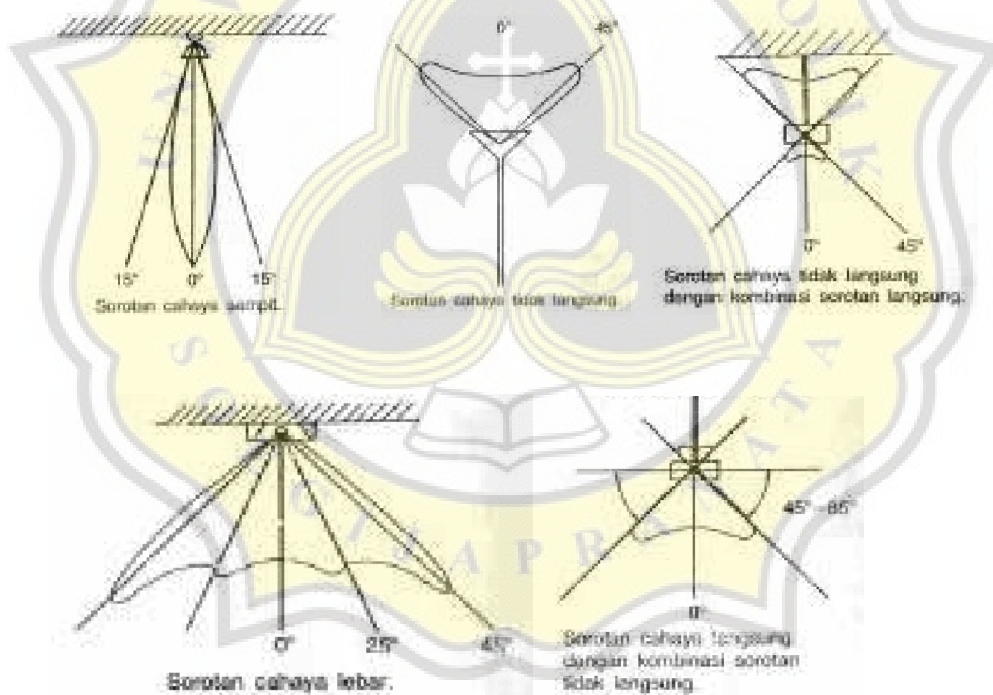 0° 45°
15° 0° 15°
Sorotan cahaya sempit.
Sorotan cahaya tidak langsung.
0° 45°
Sorotan cahaya tidak langsung
dengan kombinasi sorotan langsung.
0° 25° 45°
Sorotan cahaya lebar.
45°-85°
0°
Sorotan cahaya langsung
dengan kombinasi sorotan
tidak langsung.
SOEGIJAPRANATA